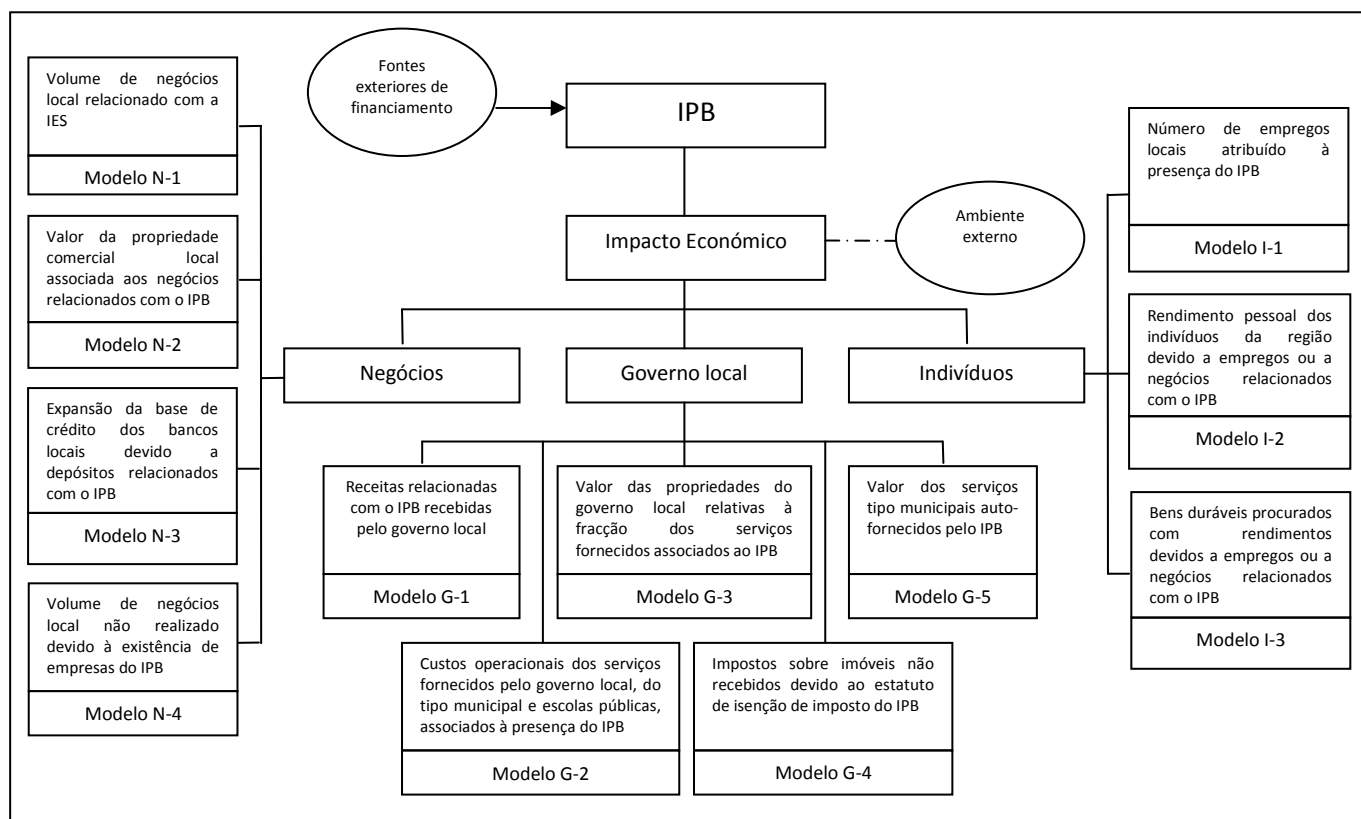 Fontes
exteriores de
financiamento
IPB
Impacto Económico
Ambiente
externo
Negócios
Governo local
Indivíduos
Volume de negócios
local relacionado com a
IES
Modelo N-1
Valor da propriedade
comercial local
associada aos negócios
relacionados com o IPB
Modelo N-2
Expansão da base de
crédito dos bancos
locais devido a
depósitos relacionados
com o IPB
Modelo N-3
Volume de negócios
local não realizado
devido à existência de
empresas do IPB
Modelo N-4
Receitas relacionadas
com o IPB recebidas
pelo governo local
Modelo G-1
Custos operacionais dos serviços
fornecidos pelo governo local, do
tipo municipal e escolas públicas,
associados à presença do IPB
Modelo G-2
Valor das propriedades do
governo local relativas à
fracção dos serviços
fornecidos associados ao IPB
Modelo G-3
Impostos sobre imóveis não
recebidos devido ao estatuto
de isenção de imposto do IPB
Modelo G-4
Valor dos serviços
tipo municipais auto-
fornecidos pelo IPB
Modelo G-5
Número de empregos
locais atribuído à
presença do IPB
Modelo I-1
Rendimento pessoal dos
indivíduos da região
devido a empregos ou a
negócios relacionados
com o IPB
Modelo I-2
Bens duráveis procurados
com rendimentos
devidos a empregos ou a
negócios relacionados
com o IPB
Modelo I-3